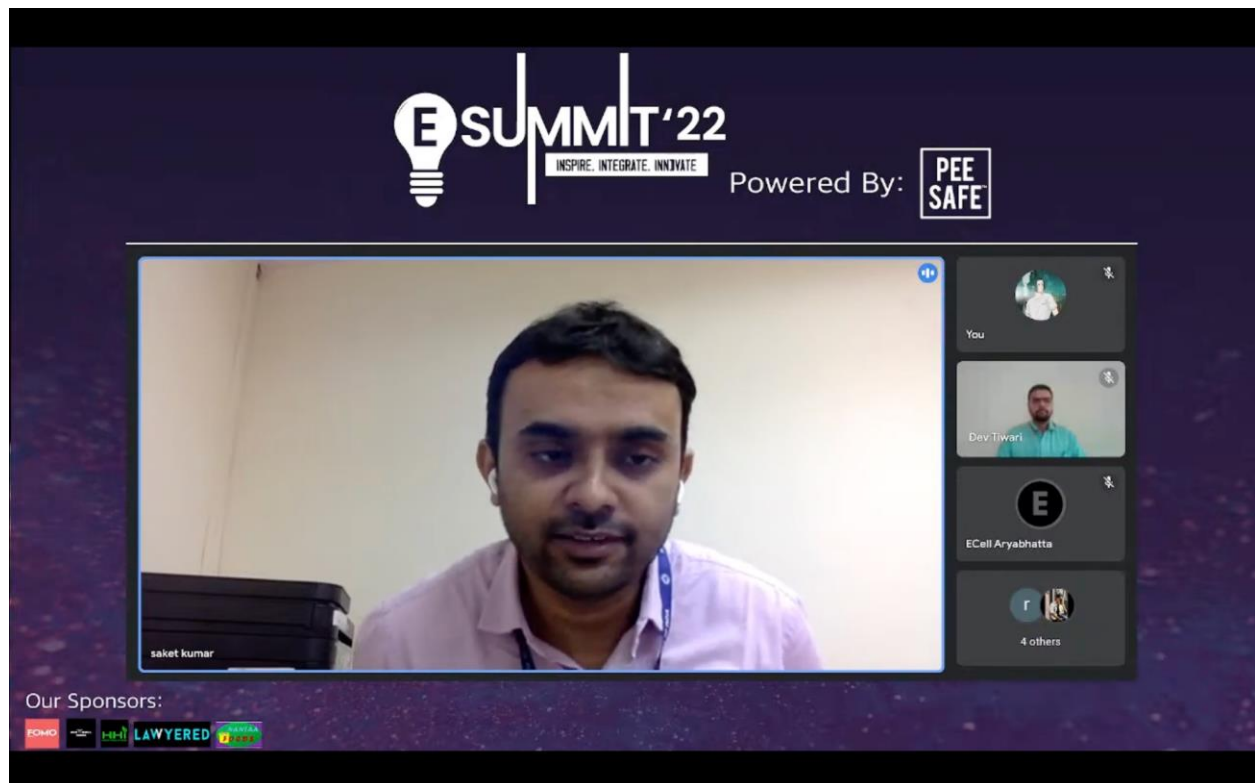 E SUMMIT '22
INSPIRE. INTEGRATE. INNOVATE
Powered By:
PEE
SAFE
You
Dev Tiwari
E
ECell Aryabhatta
r
4 others
saket kumar
Our Sponsors:
FOMO
HHI
LAWYERED